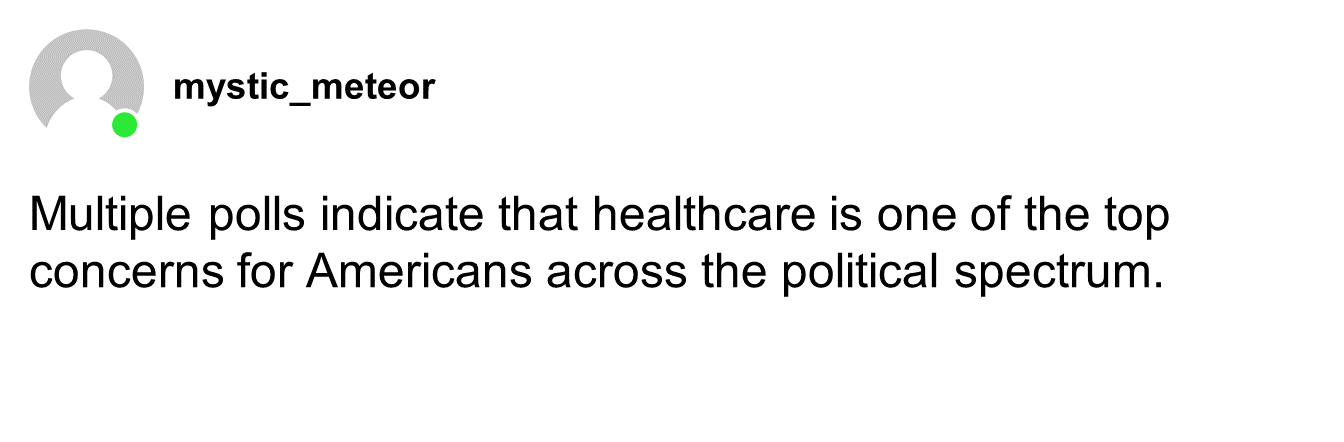 mystic_meteor
Multiple polls indicate that healthcare is one of the top
concerns for Americans across the political spectrum.